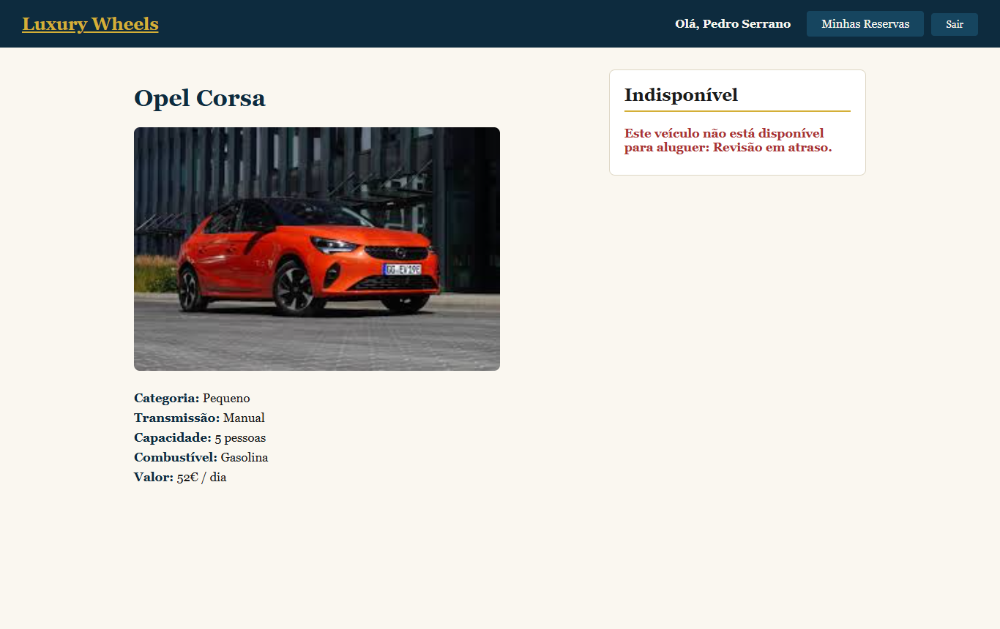 Luxury Wheels
Olá, Pedro Serrano
Minhas Reservas
Sair
Opel Corsa
GG-EV19E
Categoria: Pequeno
Transmissão: Manual
Capacidade: 5 pessoas
Combustível: Gasolina
Valor: 52€ / dia
Indisponível
Este veículo não está disponível
para aluguer: Revisão em atraso.